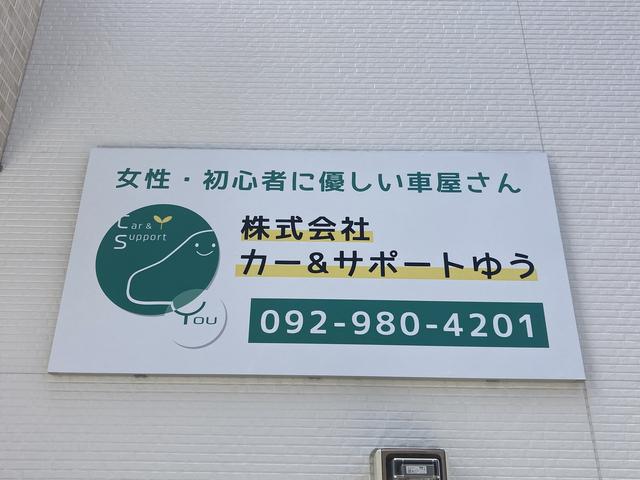 女性・初心者に優しい車屋さん
Car &
Support
You
株式会社
カー&サポートゆう
092-980-4201